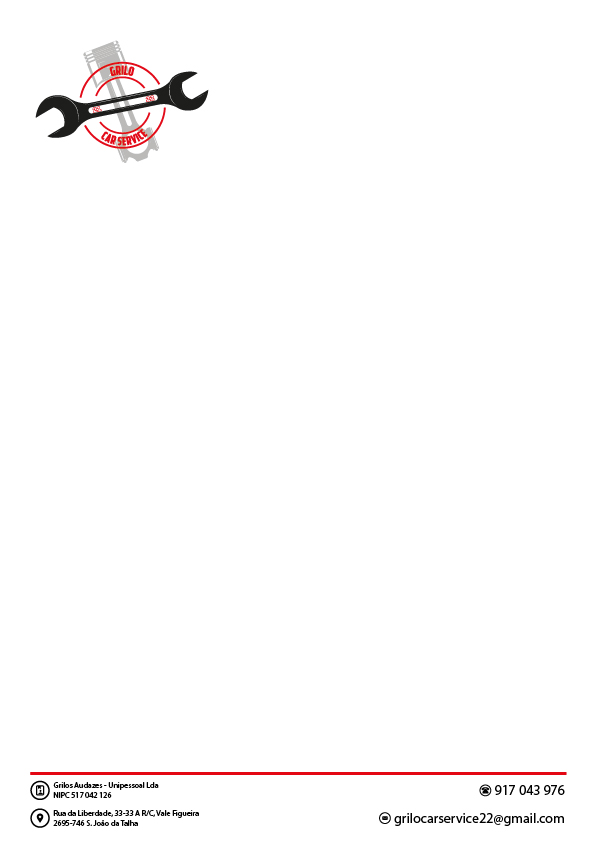 GRILO
CAR SERVICE
Grilos Audazes - Unipessoal Lda
NIPC 517 042 126
Rua da Liberdade, 33-33 A R/C, Vale Figueira
2695-746 S. João da Talha
917 043 976
grilocarservice22@gmail.com